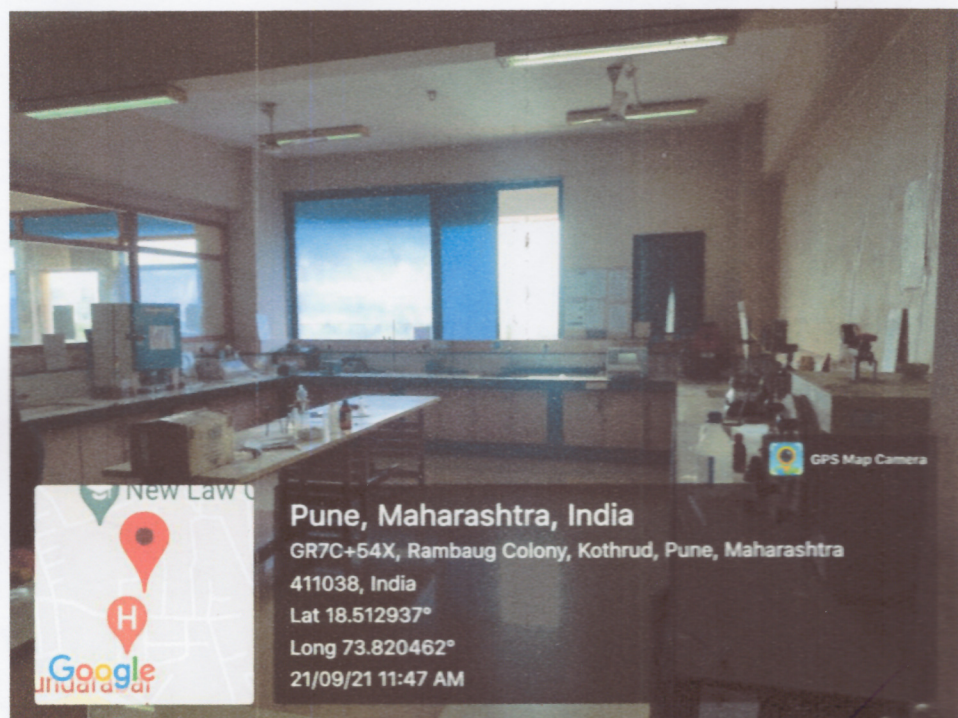 GPS Map Camera
New Law C
Google
Pune, Maharashtra, India
GR7C+54X, Rambaug Colony, Kothrud, Pune, Maharashtra
411038, India
Lat 18.512937°
Long 73.820462°
21/09/21 11:47 AM
H